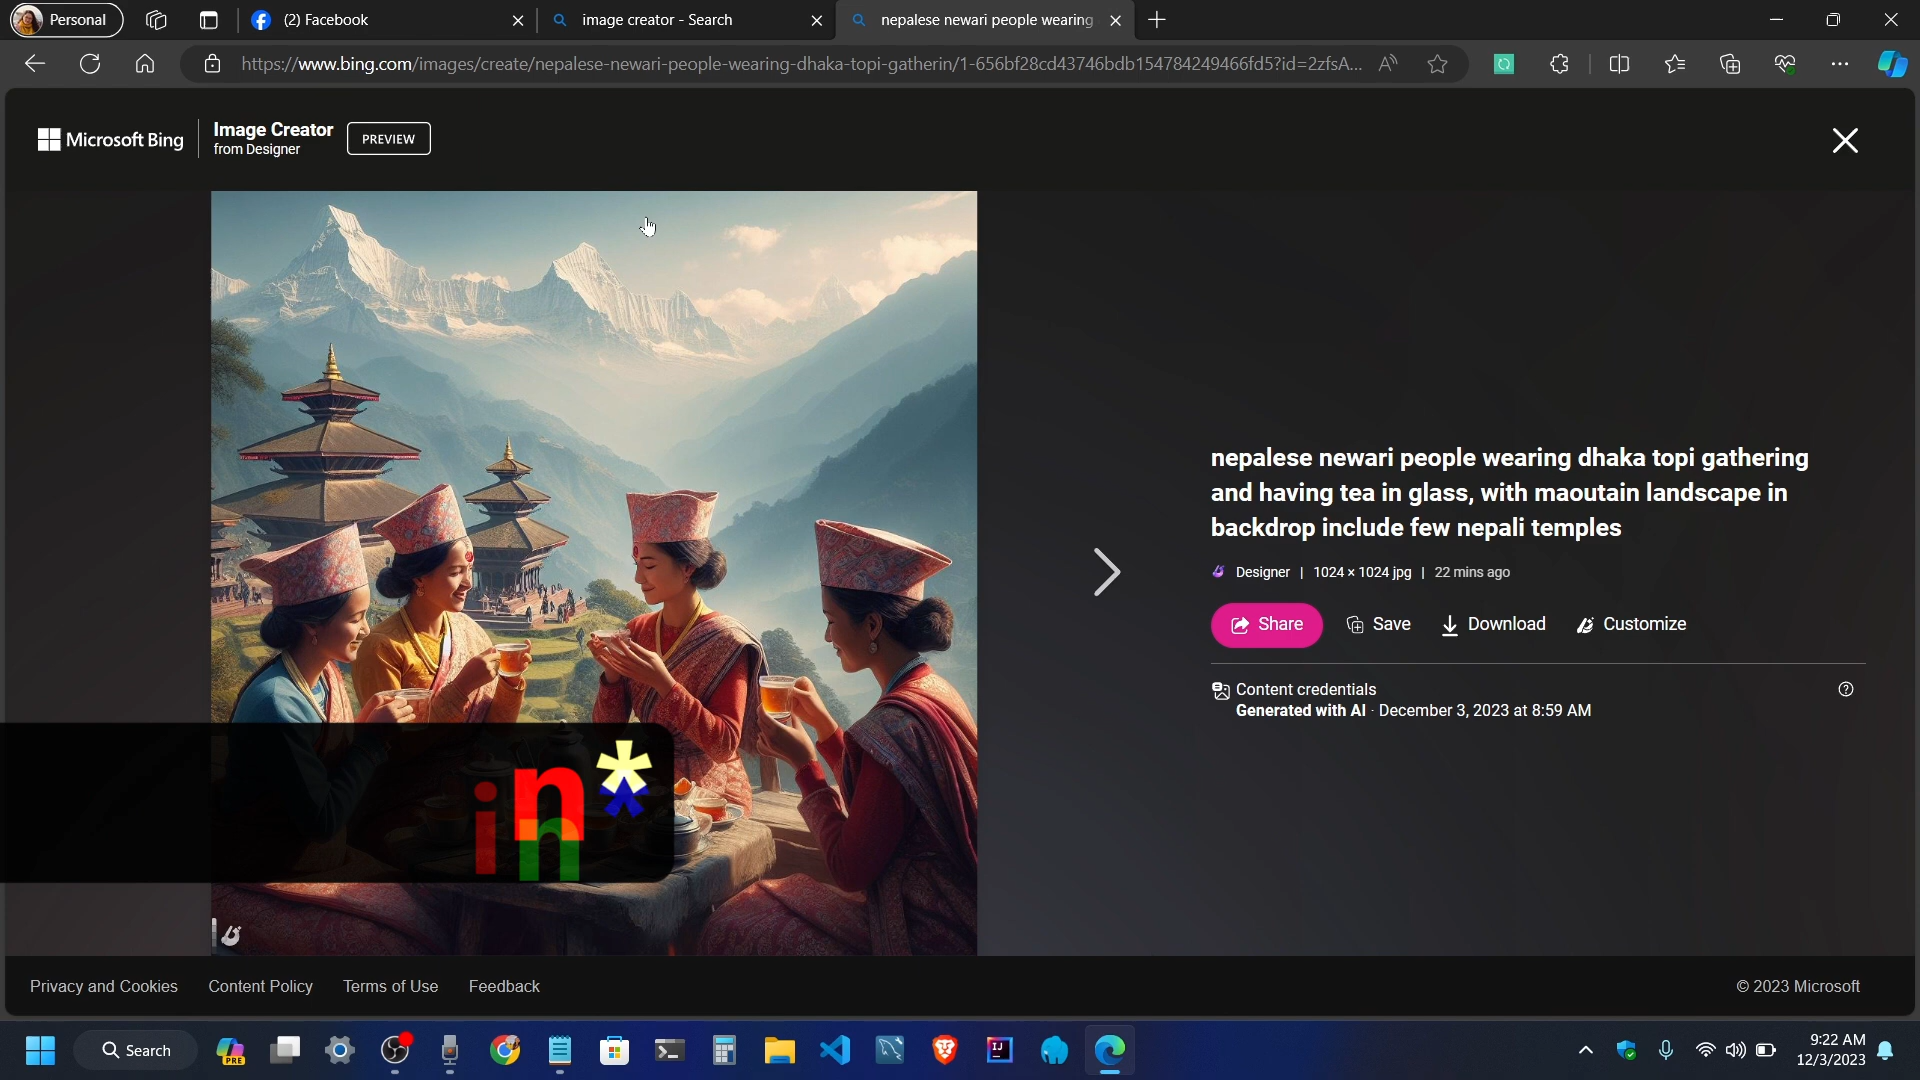 Personal
(2) Facebook
image creator - Search
nepalese newari people wearing
https://www.bing.com/images/create/nepalese-newari-people-wearing-dhaka-topi-gatherin/1-656bf28cd43746bdb154784249466fd5?id=2zfsA...
Microsoft Bing
Image Creator
from Designer
PREVIEW
nepalese newari people wearing dhaka topi gathering
and having tea in glass, with maoutain landscape in
backdrop include few nepali temples
Designer | 1024 × 1024 jpg | 22 mins ago
Share
Save
Download
Customize
Content credentials
Generated with AI · December 3, 2023 at 8:59 AM
in*
Privacy and Cookies
Content Policy
Terms of Use
Feedback
© 2023 Microsoft
Search
PRE
IJ
9:22 AM
12/3/2023